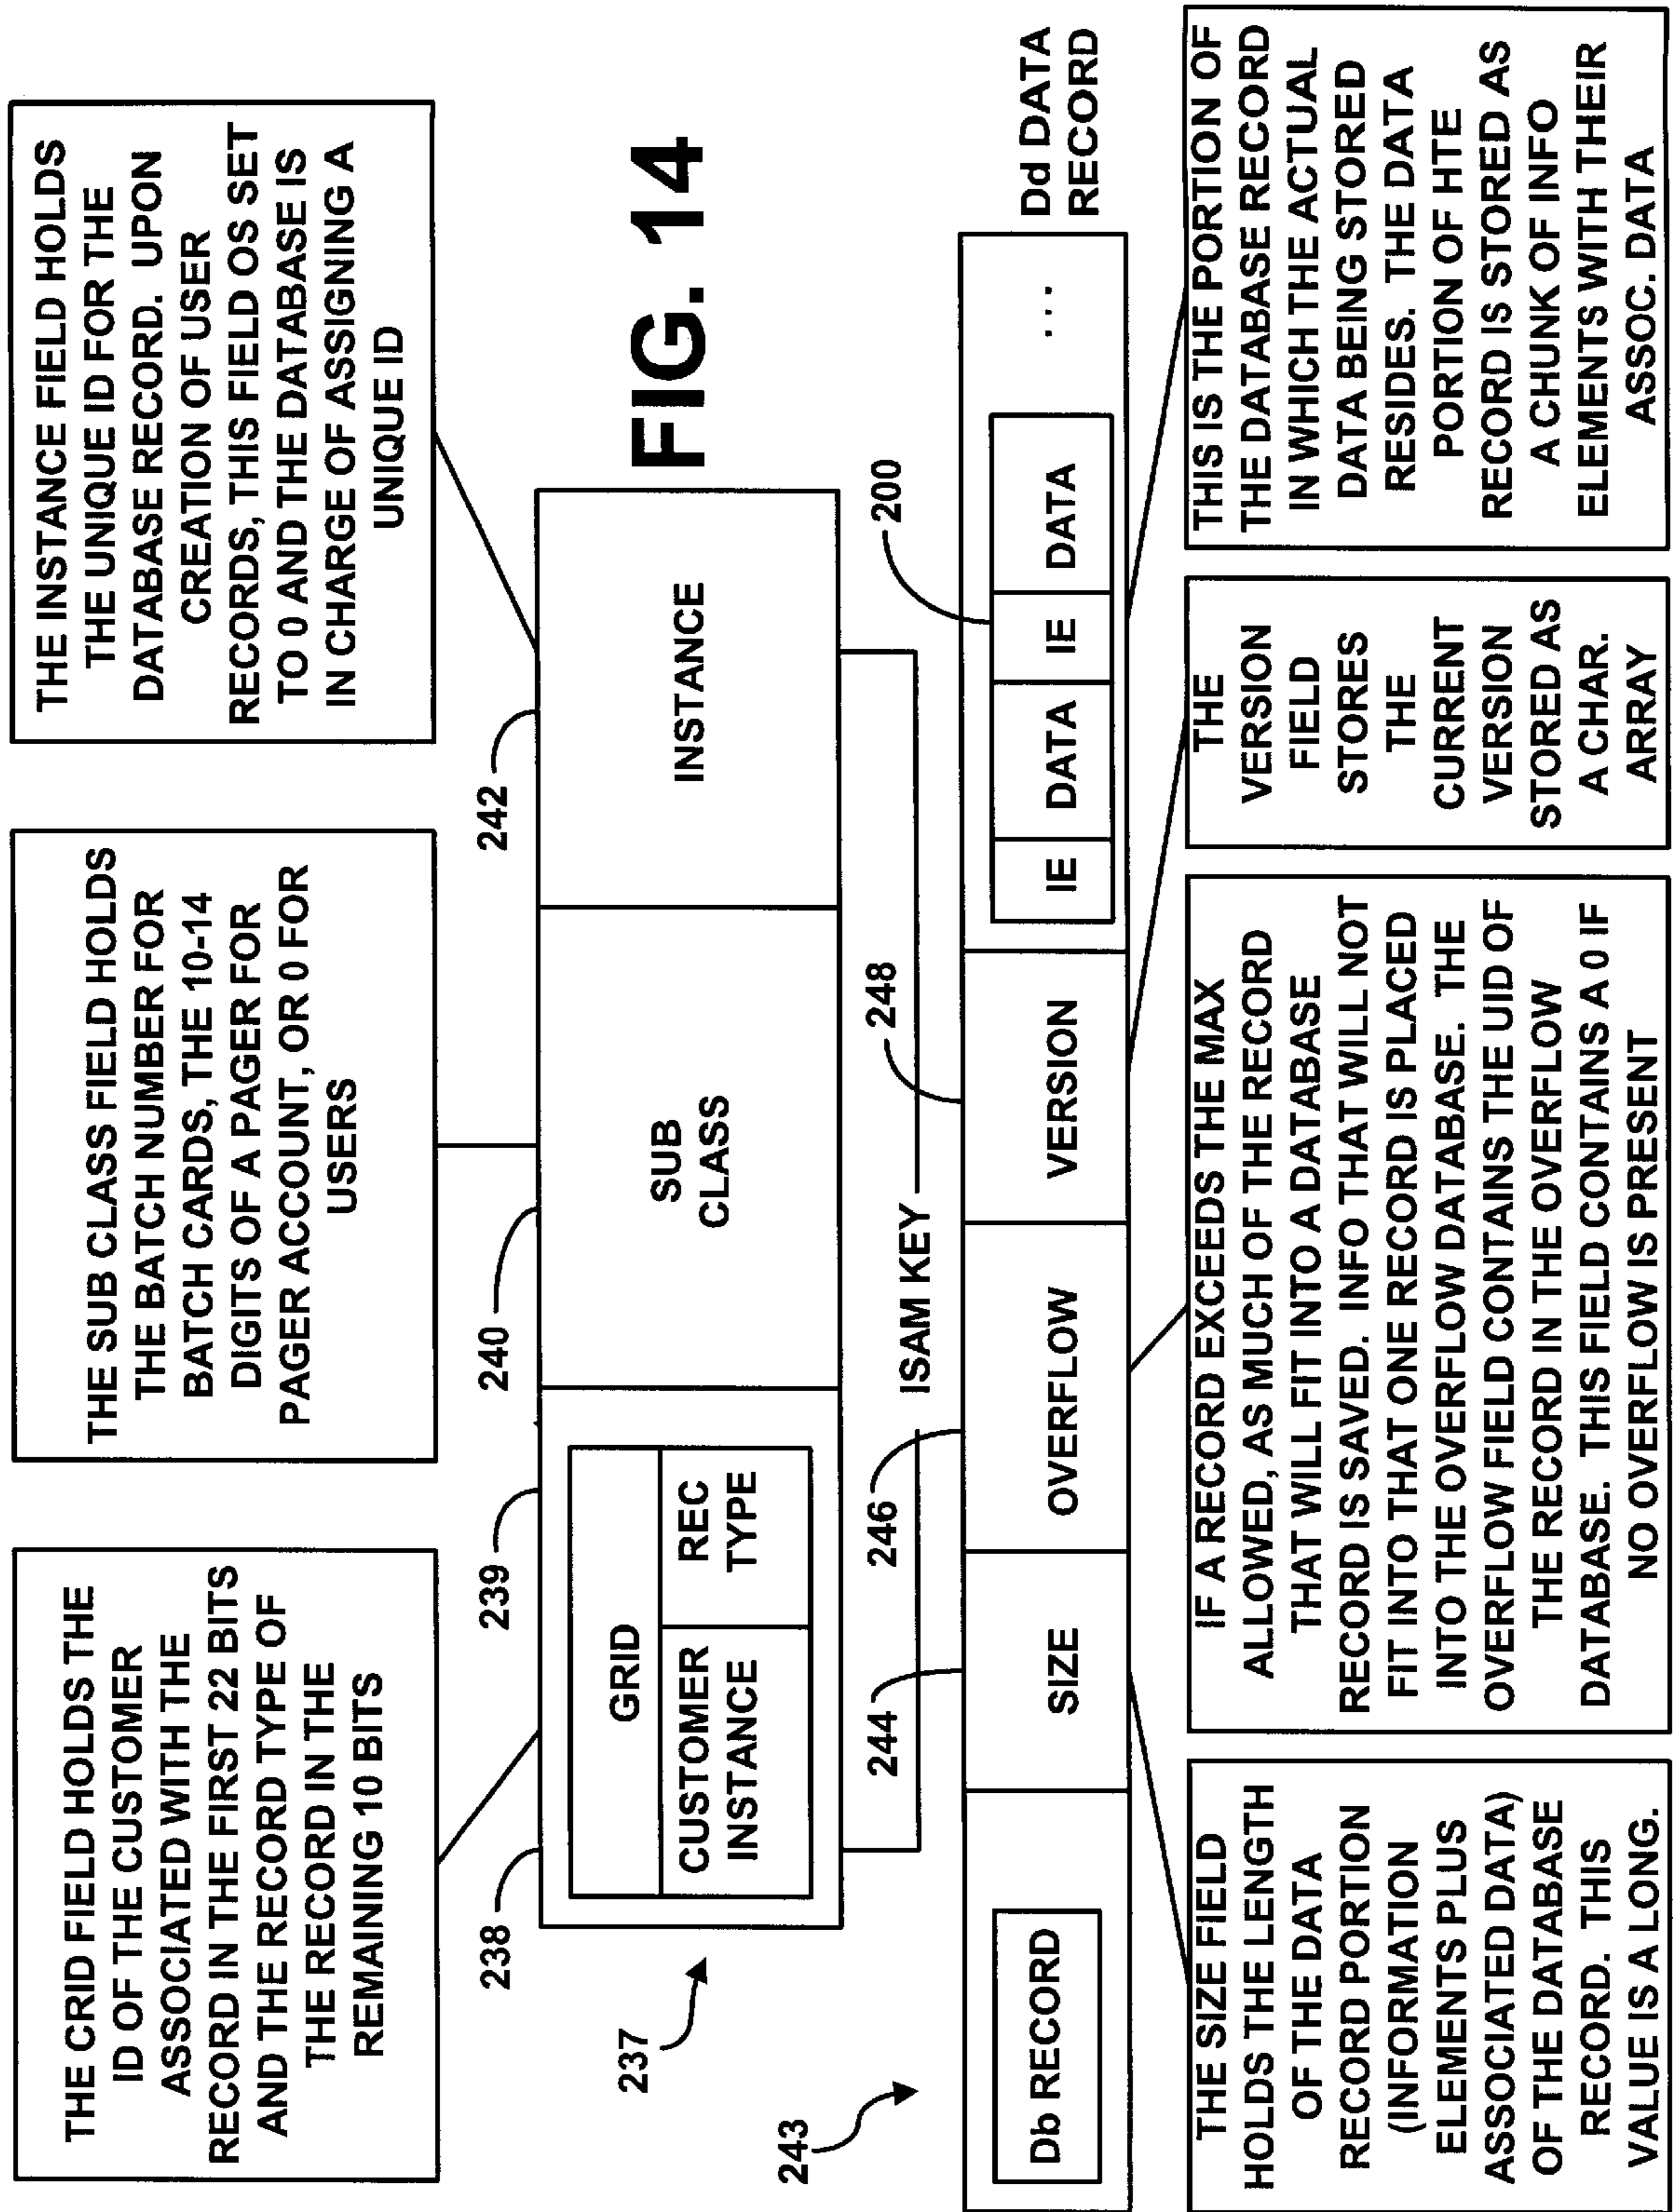 THE CRID FIELD HOLDS THE
ID OF THE CUSTOMER
ASSOCIATED WITH THE
RECORD IN THE FIRST 22 BITS
AND THE RECORD TYPE OF
THE RECORD IN THE
REMAINING 10 BITS
THE SUB CLASS FIELD HOLDS
THE BATCH NUMBER FOR
BATCH CARDS, THE 10-14
DIGITS OF A PAGER FOR
PAGER ACCOUNT, OR 0 FOR
USERS
THE INSTANCE FIELD HOLDS
THE UNIQUE ID FOR THE
DATABASE RECORD. UPON
CREATION OF USER
RECORDS, THIS FIELD OS SET
TO 0 AND THE DATABASE IS
IN CHARGE OF ASSIGNING A
UNIQUE ID
238
239
240
242
237
GRID
CUSTOMER
INSTANCE
REC
TYPE
SUB
CLASS
INSTANCE
FIG. 14
ISAM KEY
243
244
246
248
200
Db RECORD
SIZE
OVERFLOW
VERSION
IE
DATA
IE
DATA
...
Dd DATA
RECORD
THE SIZE FIELD
HOLDS THE LENGTH
OF THE DATA
RECORD PORTION
(INFORMATION
ELEMENTS PLUS
ASSOCIATED DATA)
OF THE DATABASE
RECORD. THIS
VALUE IS A LONG.
IF A RECORD EXCEEDS THE MAX
ALLOWED, AS MUCH OF THE RECORD
THAT WILL FIT INTO A DATABASE
RECORD IS SAVED. INFO THAT WILL NOT
FIT INTO THAT ONE RECORD IS PLACED
INTO THE OVERFLOW DATABASE. THE
OVERFLOW FIELD CONTAINS THE UID OF
THE RECORD IN THE OVERFLOW
DATABASE. THIS FIELD CONTAINS A 0 IF
NO OVERFLOW IS PRESENT
THE
VERSION
FIELD
STORES
THE
CURRENT
VERSION
STORED AS
A CHAR.
ARRAY
THIS IS THE PORTION OF
THE DATABASE RECORD
IN WHICH THE ACTUAL
DATA BEING STORED
RESIDES. THE DATA
PORTION OF HTE
RECORD IS STORED AS
A CHUNK OF INFO
ELEMENTS WITH THEIR
ASSOC. DATA